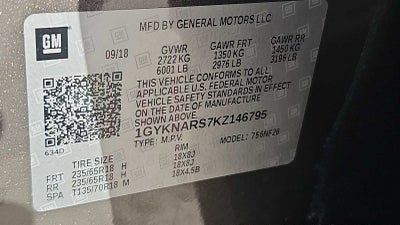 GM
MFD BY GENERAL MOTORS LLC
09/18 GVWR GAWR FRT GAWR RR
2722 KG 1350 KG 1450 KG
6001 LB 2976 LB 3196 LB
THIS VEHICLE CONFORMS TO ALL APPLICABLE
U.S. FEDERAL MOTOR
VEHICLE SAFETY STANDARDS IN EFFECT ON
THE DATE OF MANUFACTURE
1GYKNARS7KZ146795
TYPE: M.P.V. MODEL: 756NF26
634D
TIRE SIZE RIM
FRT 235/65R18 H 18X8J
RR 235/65R18 H 18X8J
SPA T135/70R18 M 18X4.5B